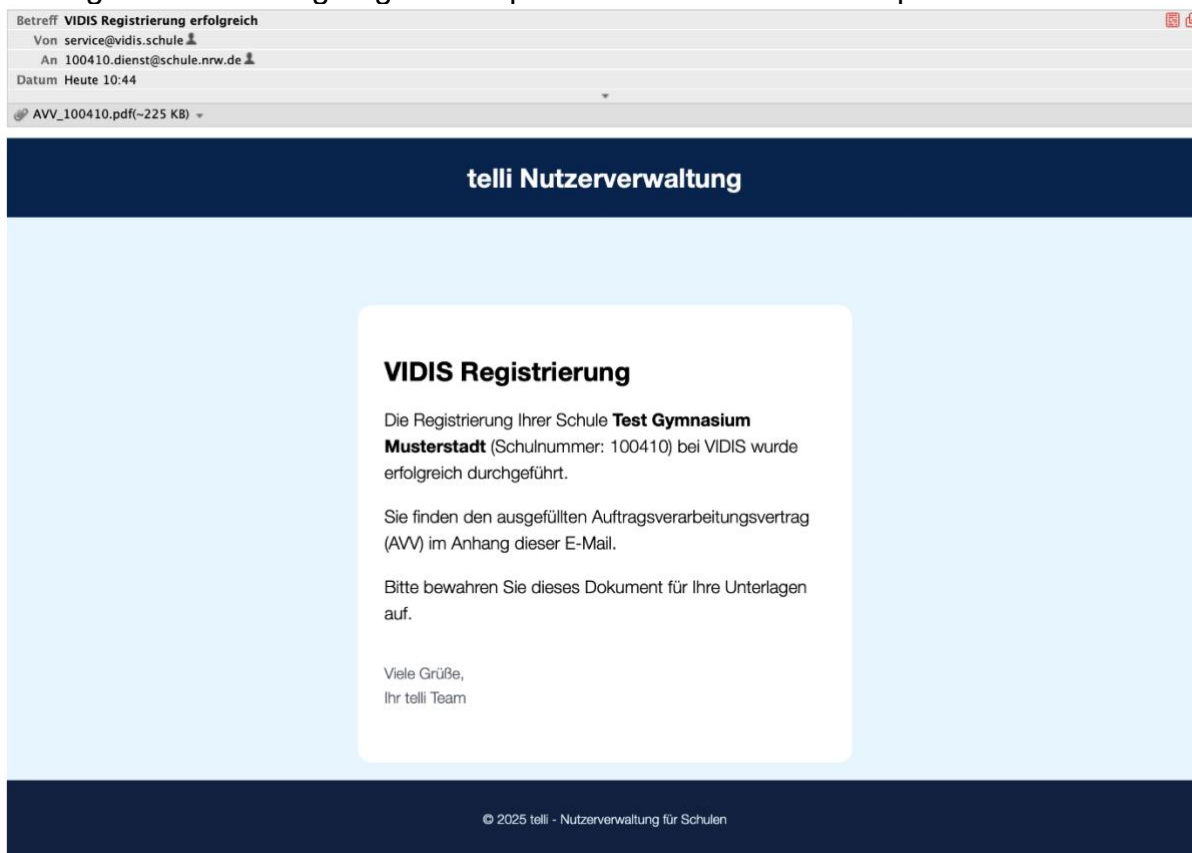 Betreff VIDIS Registrierung erfolgreich
Von service@vidis.schule
An 100410.dienst@schule.nrw.de
Datum Heute 10:44
AVV_100410.pdf(~225 KB)
telli Nutzerverwaltung
VIDIS Registrierung
Die Registrierung Ihrer Schule Test Gymnasium
Musterstadt (Schulnummer: 100410) bei VIDIS wurde
erfolgreich durchgeführt.
Sie finden den ausgefüllten Auftragsverarbeitungsvertrag
(AVV) im Anhang dieser E-Mail.
Bitte bewahren Sie dieses Dokument für Ihre Unterlagen
auf.
Viele Grüße,
Ihr telli Team
© 2025 telli - Nutzerverwaltung für Schulen